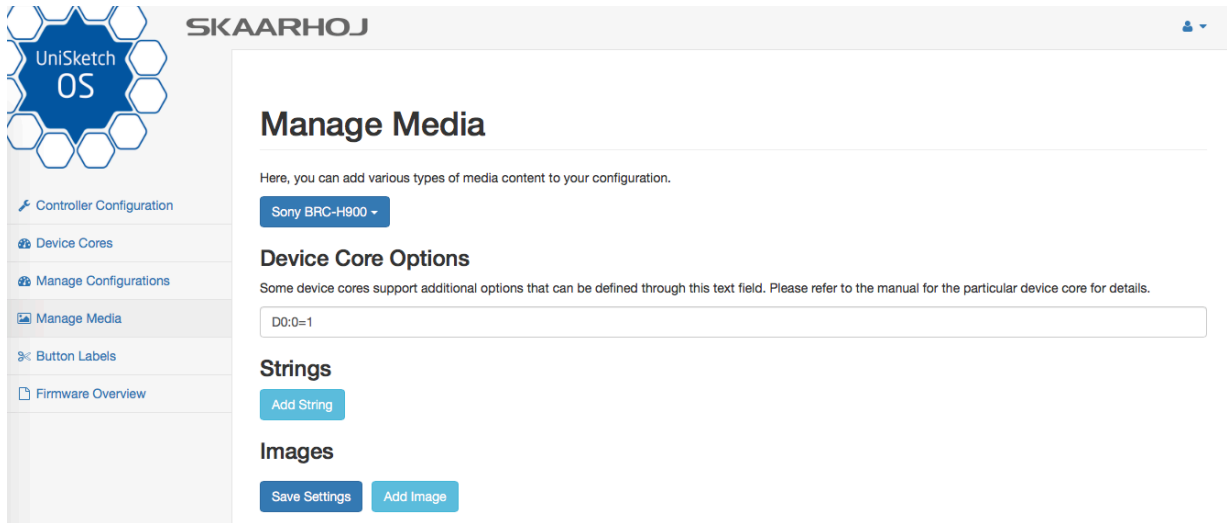 SKAARHOJ
UniSketch
OS
Controller Configuration
Device Cores
Manage Configurations
Manage Media
Button Labels
Firmware Overview
Manage Media
Here, you can add various types of media content to your configuration.
Sony BRC-H900
Device Core Options
Some device cores support additional options that can be defined through this text field. Please refer to the manual for the particular device core for details.
D0:0=1
Strings
Add String
Images
Save Settings
Add Image